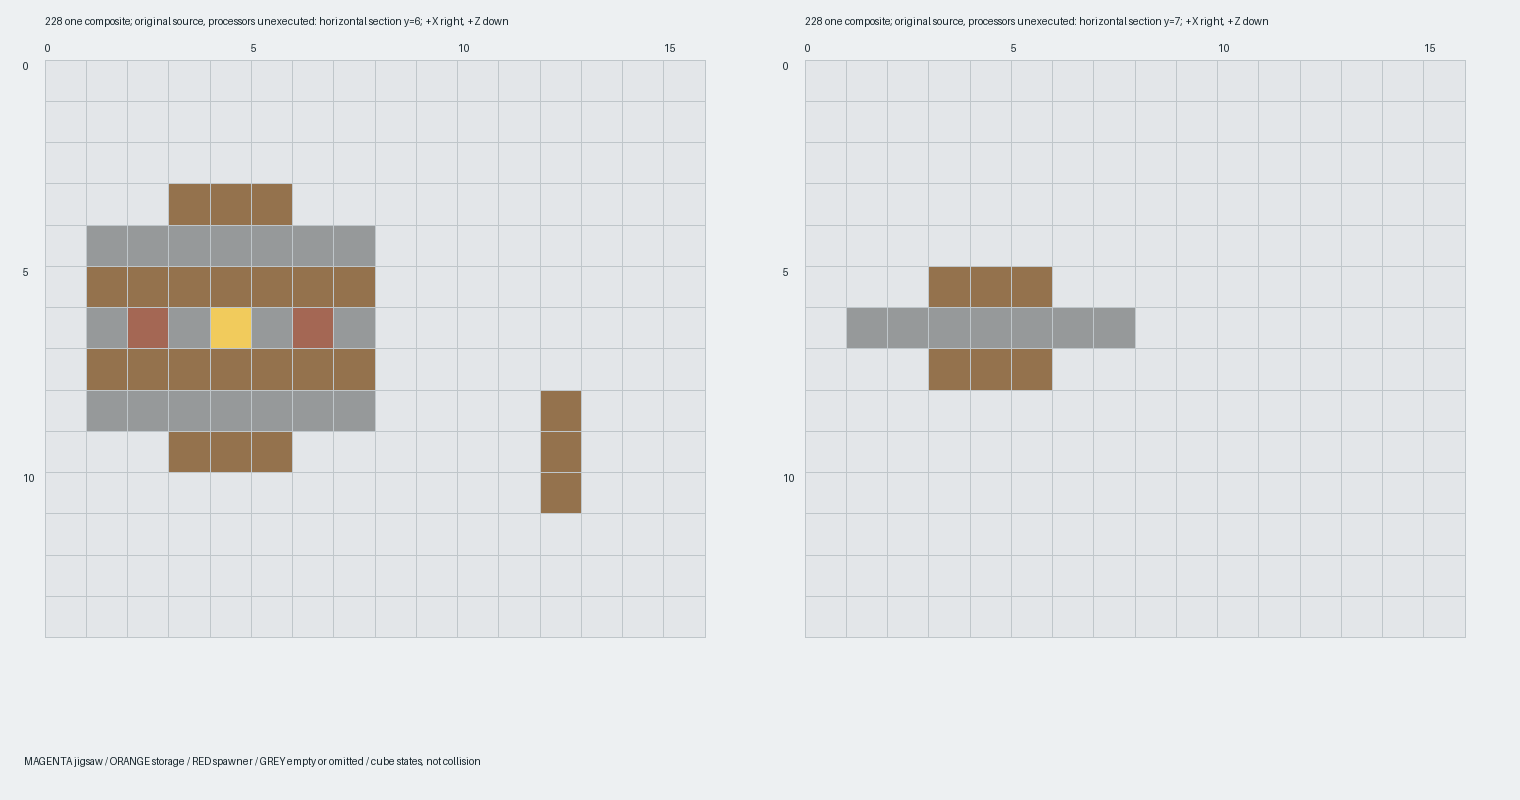 228 one composite; original source, processors unexecuted: horizontal section y=6; +X right, +Z down
228 one composite; original source, processors unexecuted: horizontal section y=7; +X right, +Z down
0 5 10 15
0 5 10 15
0 0
5 5
10 10
MAGENTA jigsaw / ORANGE storage / RED spawner / GREY empty or omitted / cube states, not collision